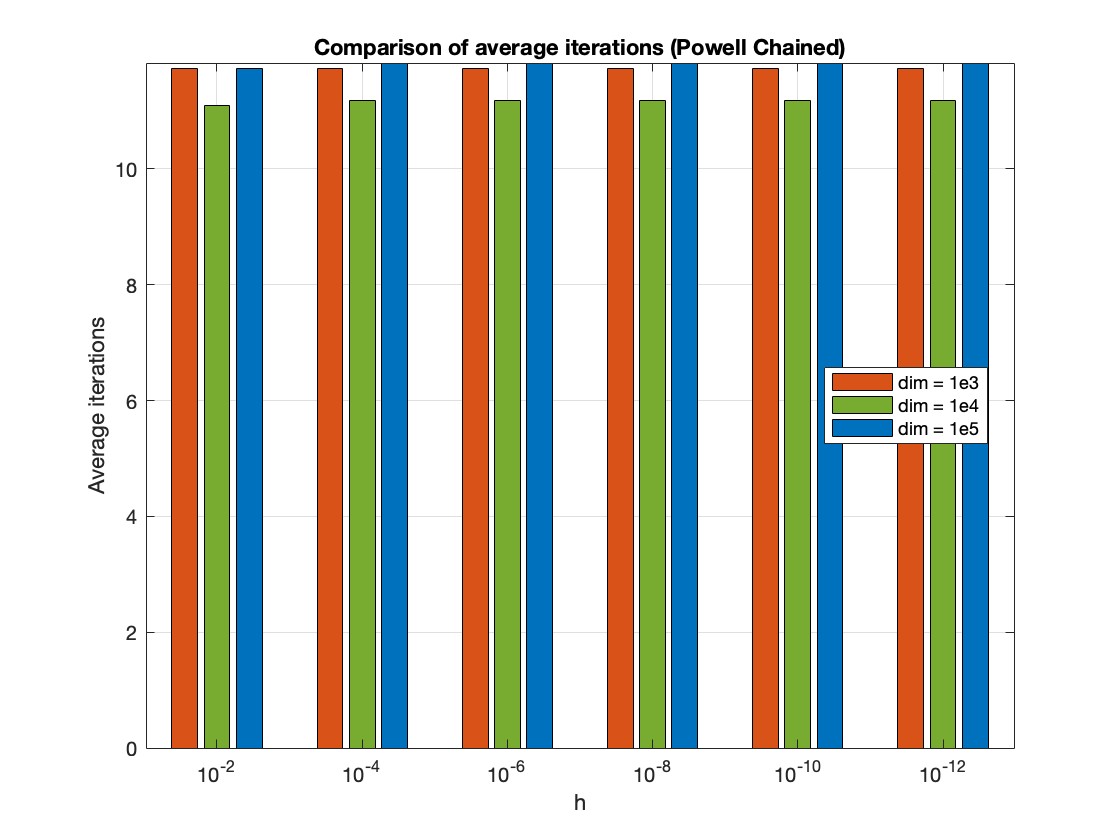 Comparison of average iterations (Powell Chained)
Average iterations
10
8
6
4
2
0
dim = 1e3
dim = 1e4
dim = 1e5
10⁻² 10⁻⁴ 10⁻⁶ 10⁻⁸ 10⁻¹⁰ 10⁻¹²
h